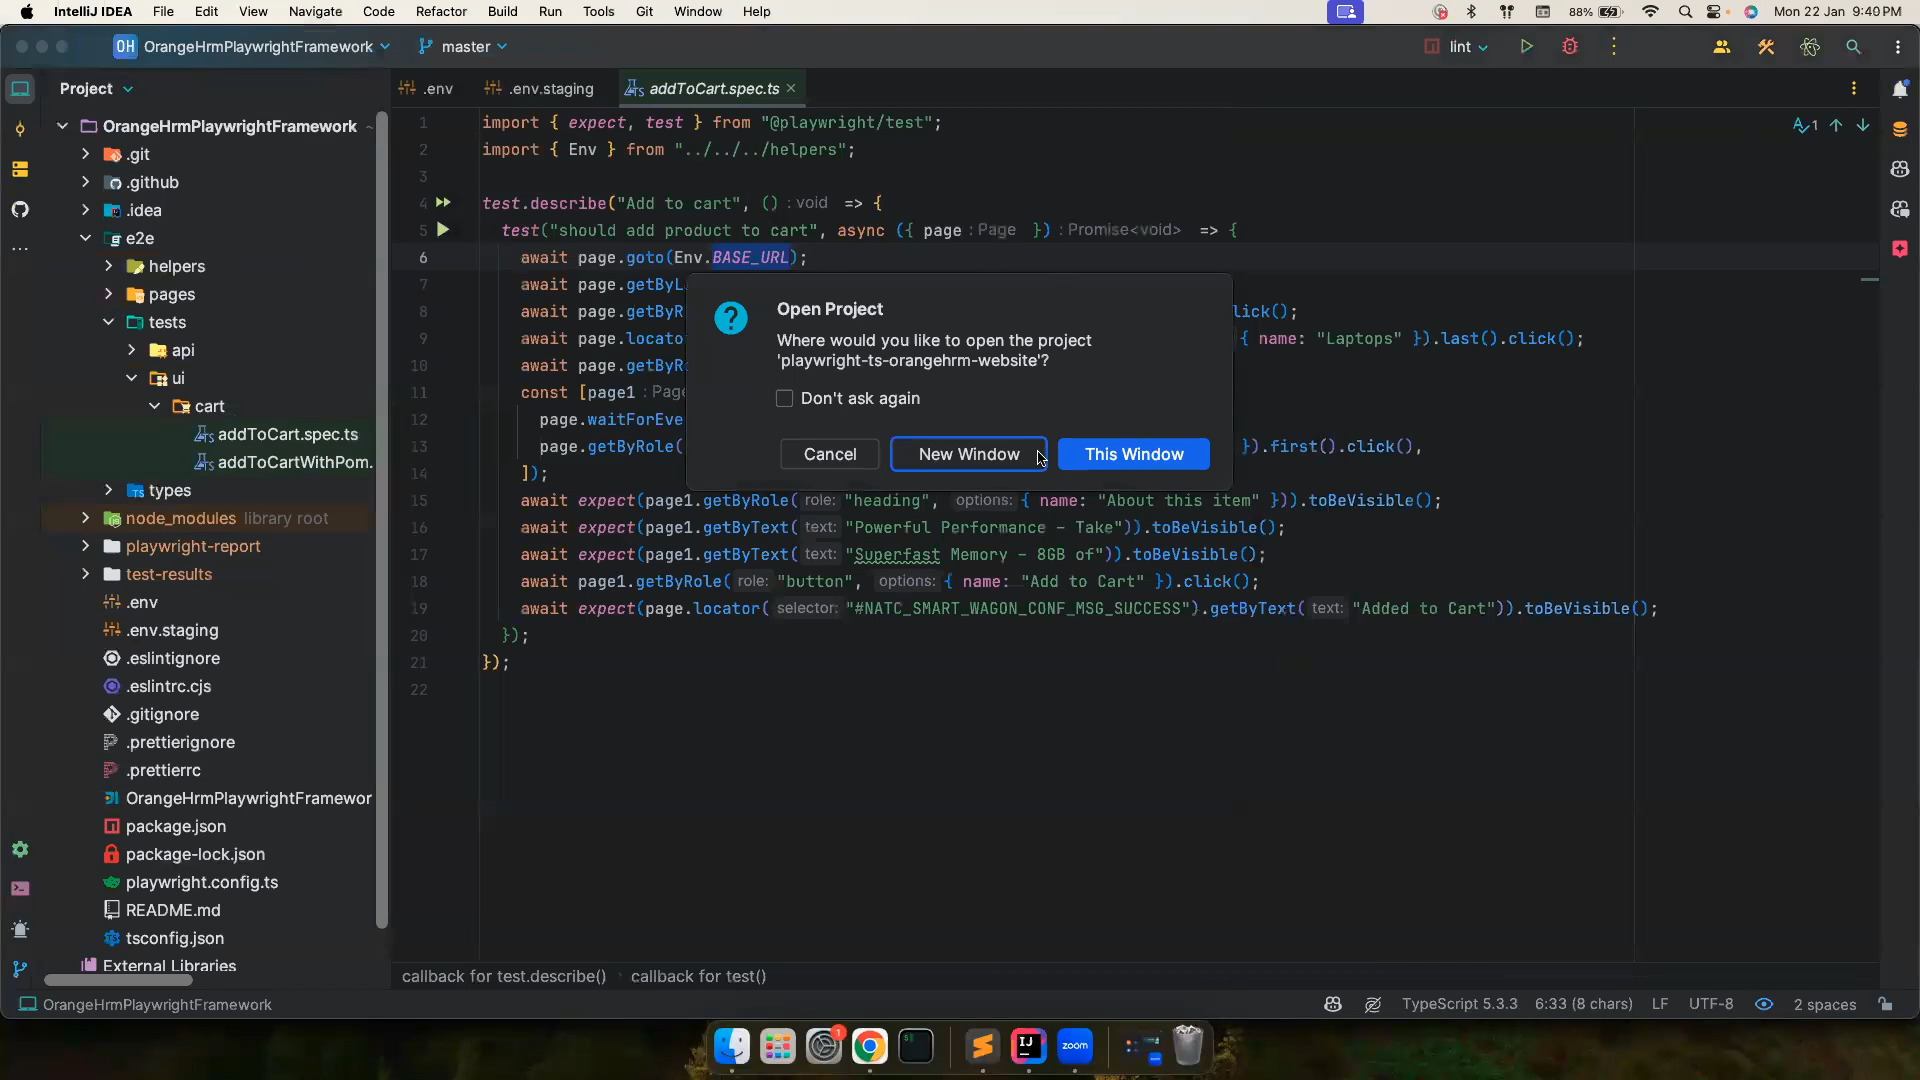 IntelliJ IDEA File Edit View Navigate Code Refactor Build Run Tools Git Window Help 88% Mon 22 Jan 9:40 PM
OH OrangeHrmPlaywrightFramework master lint
Project .env .env.staging addToCart.spec.ts
OrangeHrmPlaywrightFramework
.git
.github
.idea
e2e
helpers
pages
tests
api
ui
cart
addToCart.spec.ts
addToCartWithPom.
types
node_modules library root
playwright-report
test-results
.env
.env.staging
.eslintignore
.eslintrc.cjs
.gitignore
.prettierignore
.prettierrc
OrangeHrmPlaywrightFramewor
package.json
package-lock.json
playwright.config.ts
README.md
tsconfig.json
External Libraries
1 import { expect, test } from "@playwright/test"; 1
2 import { Env } from "../../../helpers";
3
4 test.describe("Add to cart", () : void => {
5 test("should add product to cart", async ({ page : Page }) : Promise<void> => {
6 await page.goto(Env.BASE_URL);
7 await page.getByL
8 await page.getByR lick();
9 await page.locato { name: "Laptops" }).last().click();
10 await page.getByR
11 const [page1 : Page
12 page.waitForEve
13 page.getByRole( }).first().click(),
14 ]);
15 await expect(page1.getByRole( role: "heading", options: { name: "About this item" })).toBeVisible();
16 await expect(page1.getByText( text: "Powerful Performance – Take")).toBeVisible();
17 await expect(page1.getByText( text: "Superfast Memory – 8GB of")).toBeVisible();
18 await page1.getByRole( role: "button", options: { name: "Add to Cart" }).click();
19 await expect(page.locator( selector: "#NATC_SMART_WAGON_CONF_MSG_SUCCESS").getByText( text: "Added to Cart")).toBeVisible();
20 });
21 });
22
Open Project
Where would you like to open the project
'playwright-ts-orangehrm-website'?
Don't ask again
Cancel New Window This Window
callback for test.describe() callback for test()
OrangeHrmPlaywrightFramework TypeScript 5.3.3 6:33 (8 chars) LF UTF-8 2 spaces
1
IJ
zoom